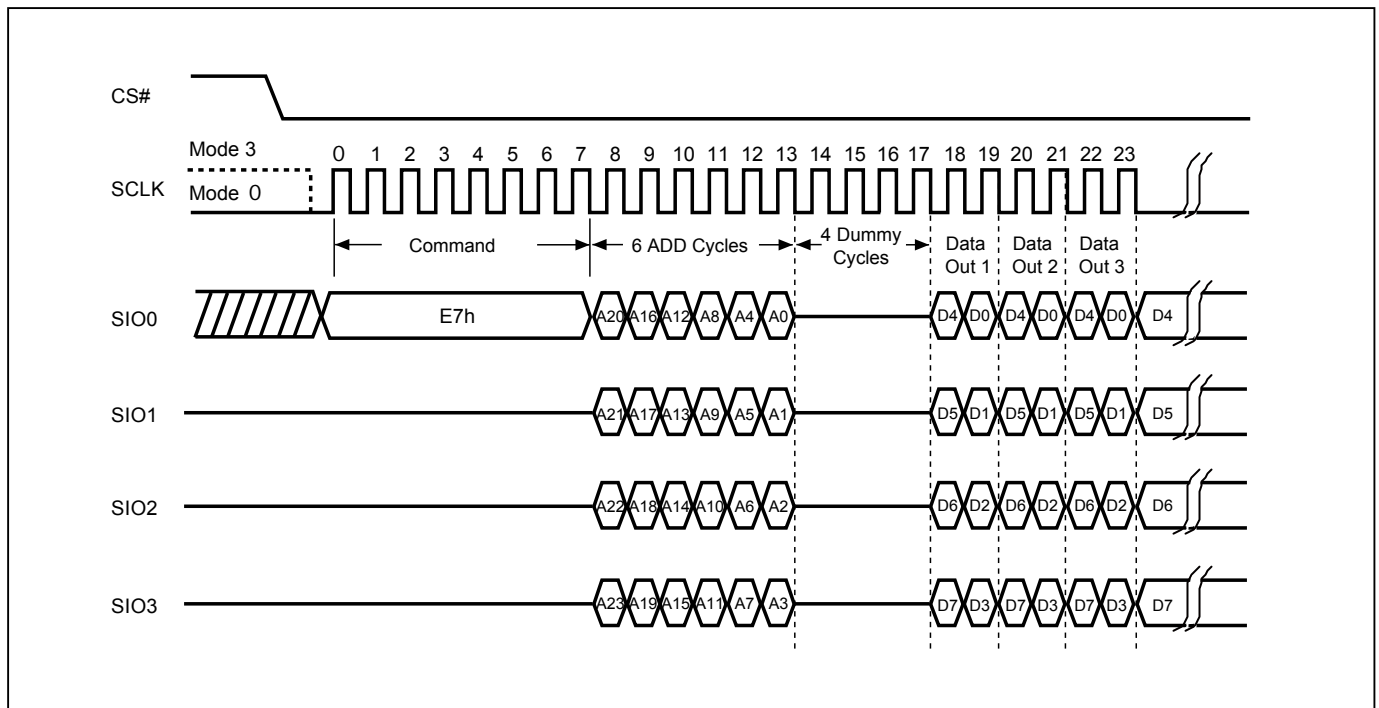 CS#
Mode 3
0 1 2 3 4 5 6 7 8 9 10 11 12 13 14 15 16 17 18 19 20 21 22 23
SCLK
Mode 0
Command
6 ADD Cycles
4 Dummy
Cycles
Data
Out 1
Data
Out 2
Data
Out 3
SIO0
E7h
A20 A16 A12 A8 A4 A0
D4 D0 D4 D0 D4 D0 D4
SIO1
A21 A17 A13 A9 A5 A1
D5 D1 D5 D1 D5 D1 D5
SIO2
A22 A18 A14 A10 A6 A2
D6 D2 D6 D2 D6 D2 D6
SIO3
A23 A19 A15 A11 A7 A3
D7 D3 D7 D3 D7 D3 D7